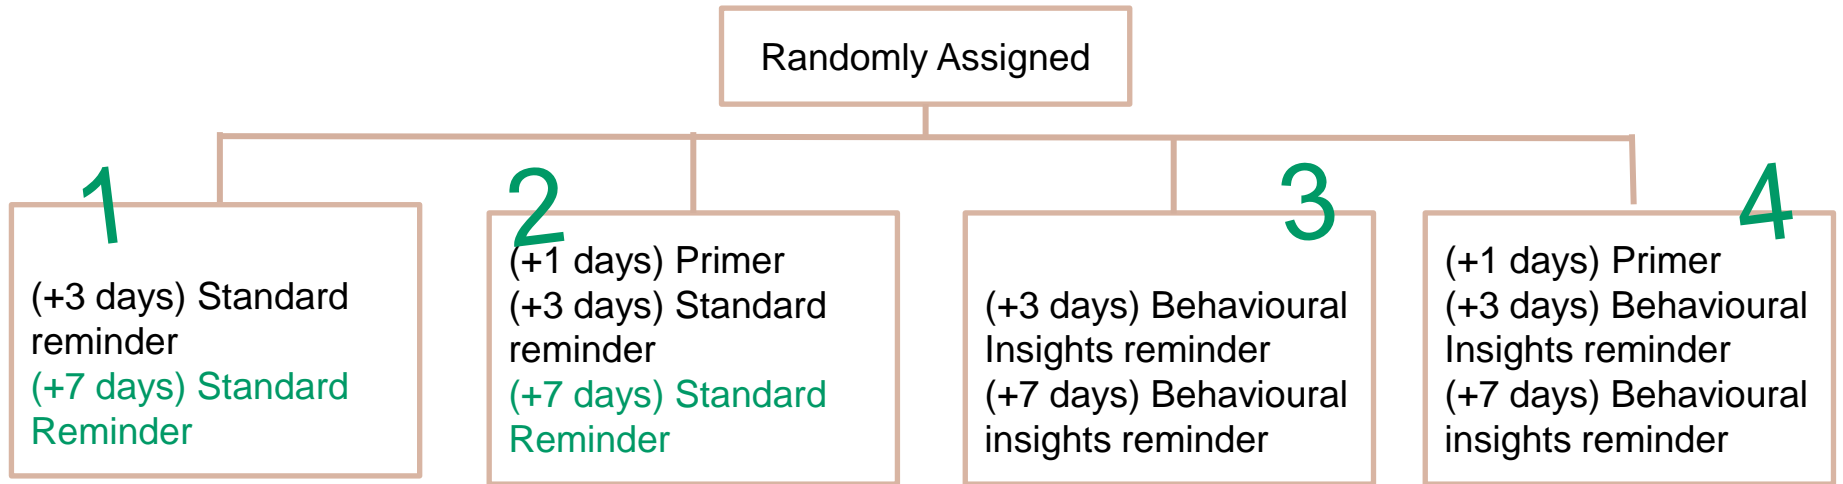 Randomly Assigned
1
(+3 days) Standard
reminder
(+7 days) Standard
Reminder
2
(+1 days) Primer
(+3 days) Standard
reminder
(+7 days) Standard
Reminder
3
(+3 days) Behavioural
Insights reminder
(+7 days) Behavioural
insights reminder
4
(+1 days) Primer
(+3 days) Behavioural
Insights reminder
(+7 days) Behavioural
insights reminder